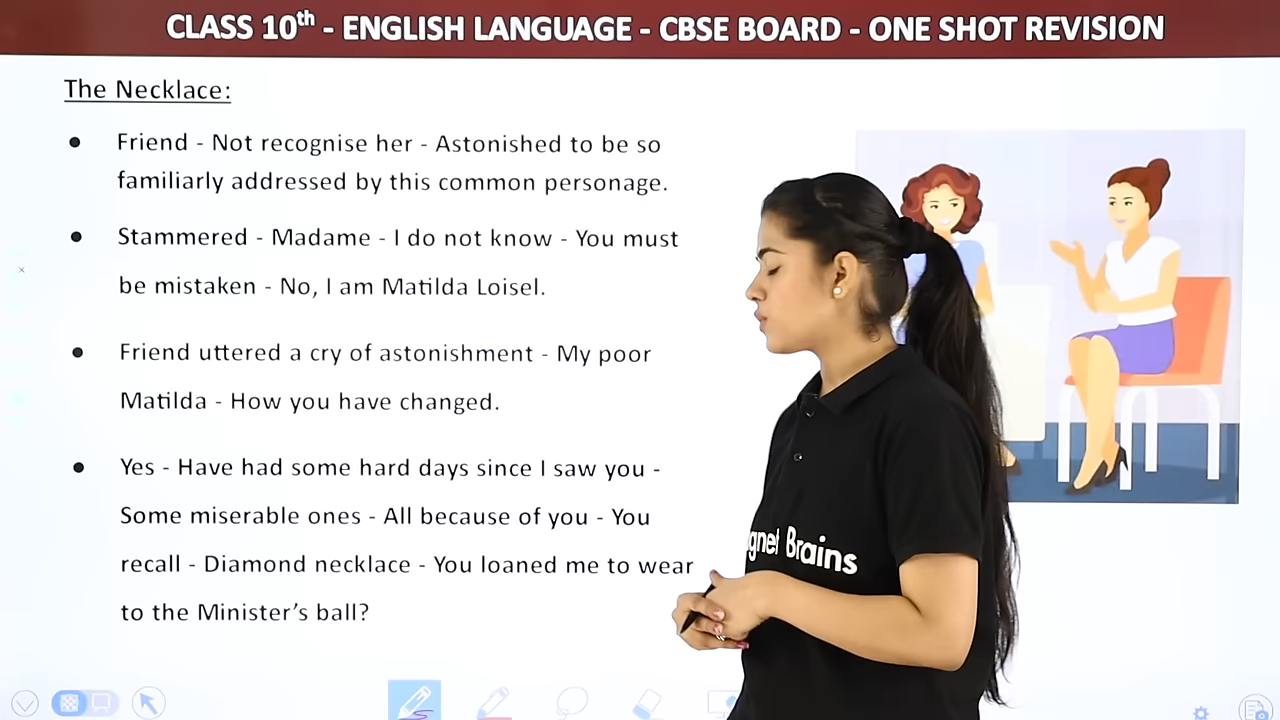 CLASS 10th - ENGLISH LANGUAGE - CBSE BOARD - ONE SHOT REVISION
The Necklace:
● Friend - Not recognise her - Astonished to be so
familiarly addressed by this common personage.
● Stammered - Madame - I do not know - You must
be mistaken - No, I am Matilda Loisel.
● Friend uttered a cry of astonishment - My poor
Matilda - How you have changed.
● Yes - Have had some hard days since I saw you -
Some miserable ones - All because of you - You
recall - Diamond necklace - You loaned me to wear
to the Minister’s ball?
gnet Brains